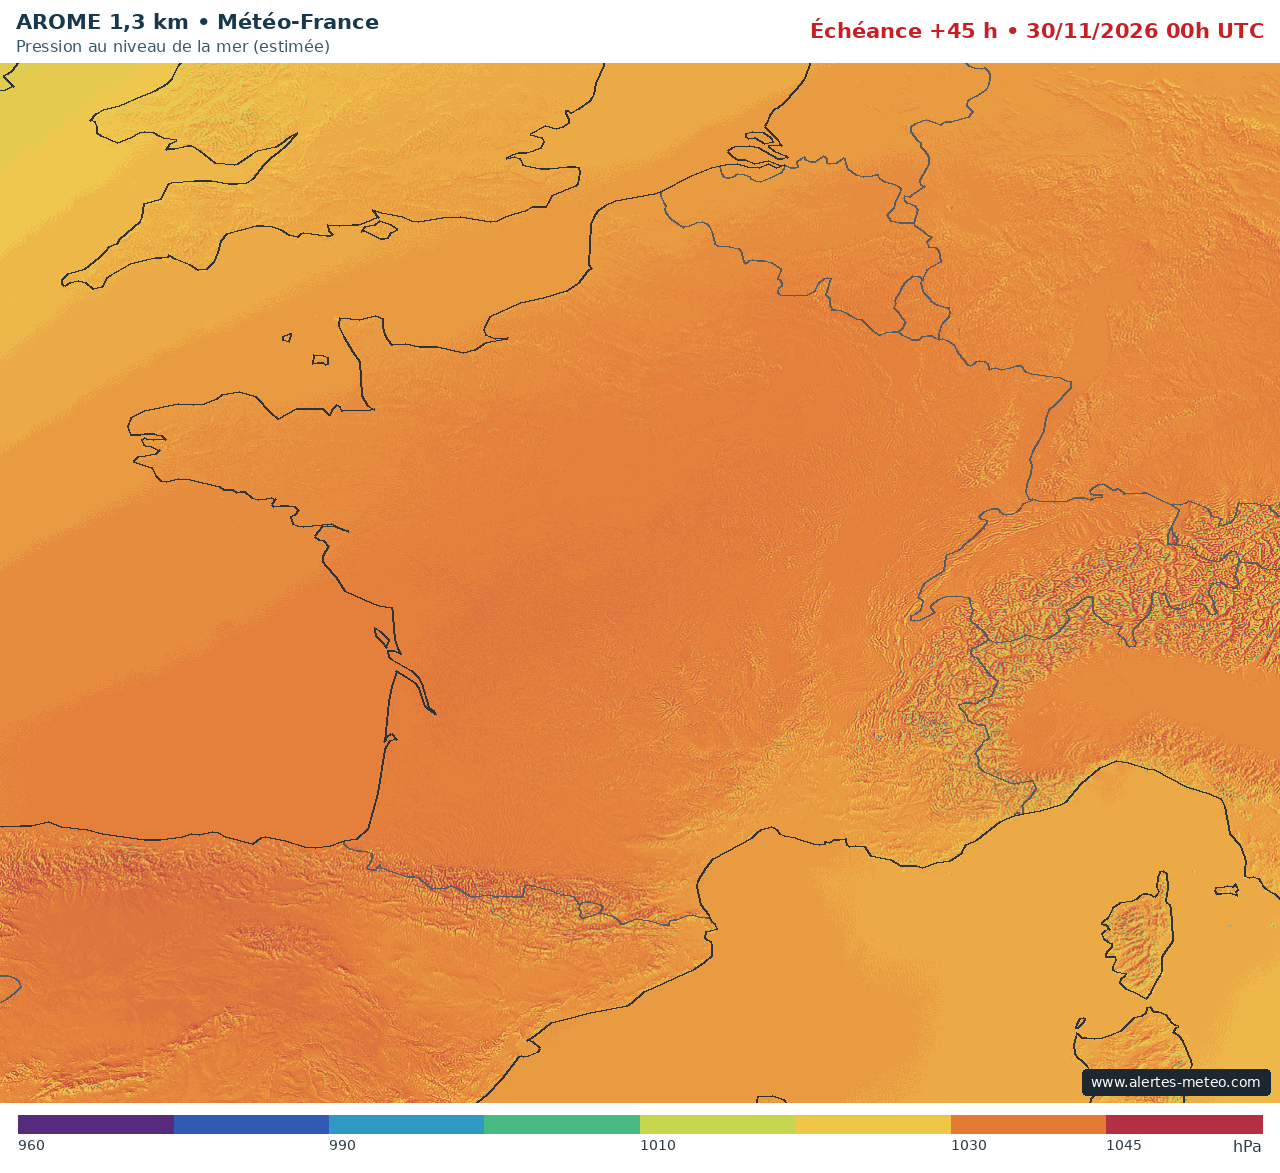 AROME 1,3 km • Météo-France
Pression au niveau de la mer (estimée)
Échéance +45 h • 30/11/2026 00h UTC
www.alertes-meteo.com
960 990 1010 1030 1045 hPa